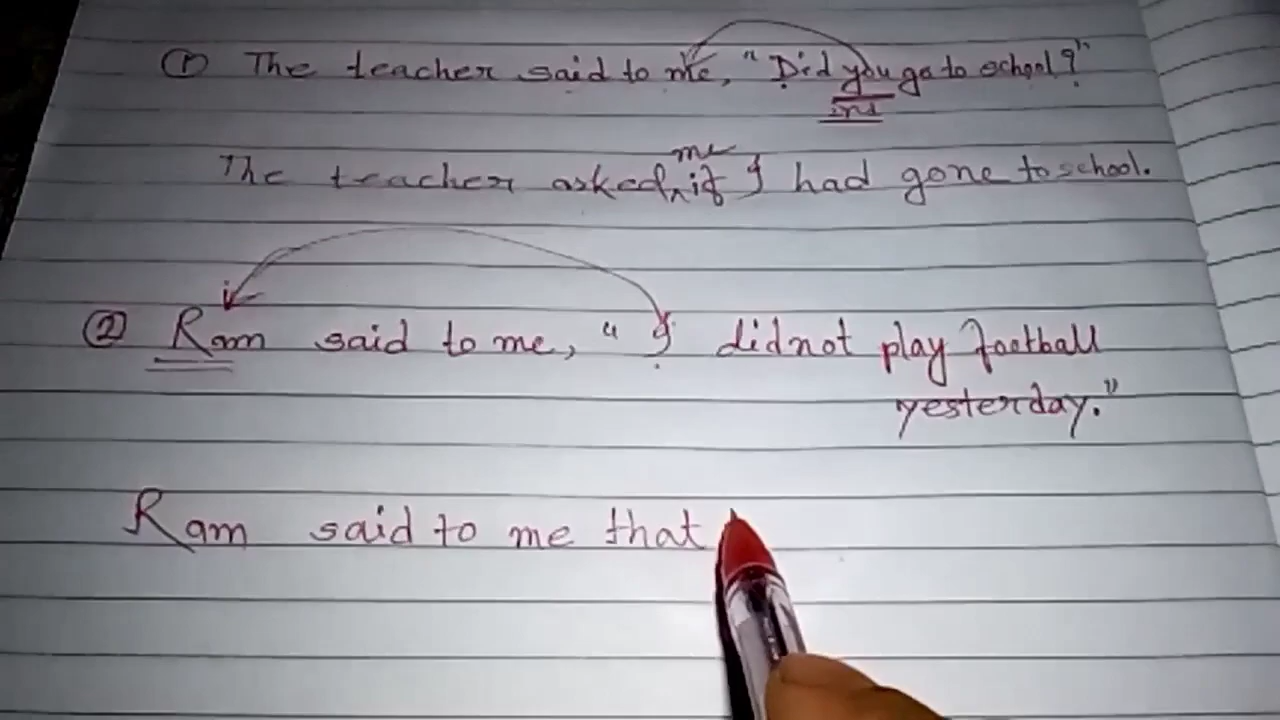 ① The teacher said to me, "Did you go to school?"
me
The teacher asked^if I had gone to school.
② Ram said to me, "I didnot play football
yesterday."
Ram said to me that